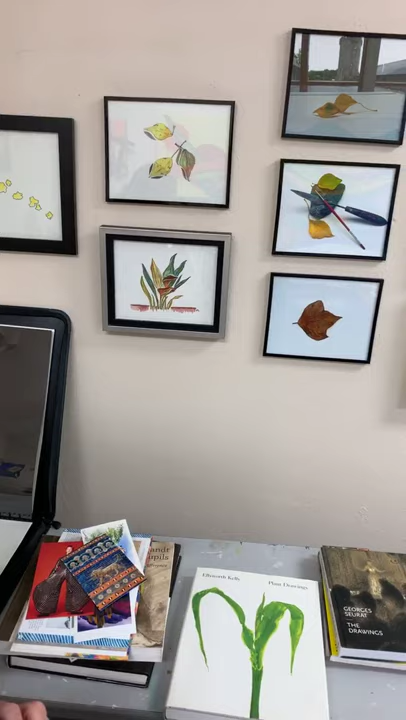 Ellsworth Kelly Plant Drawings
GEORGES
SEURAT
THE
DRAWINGS